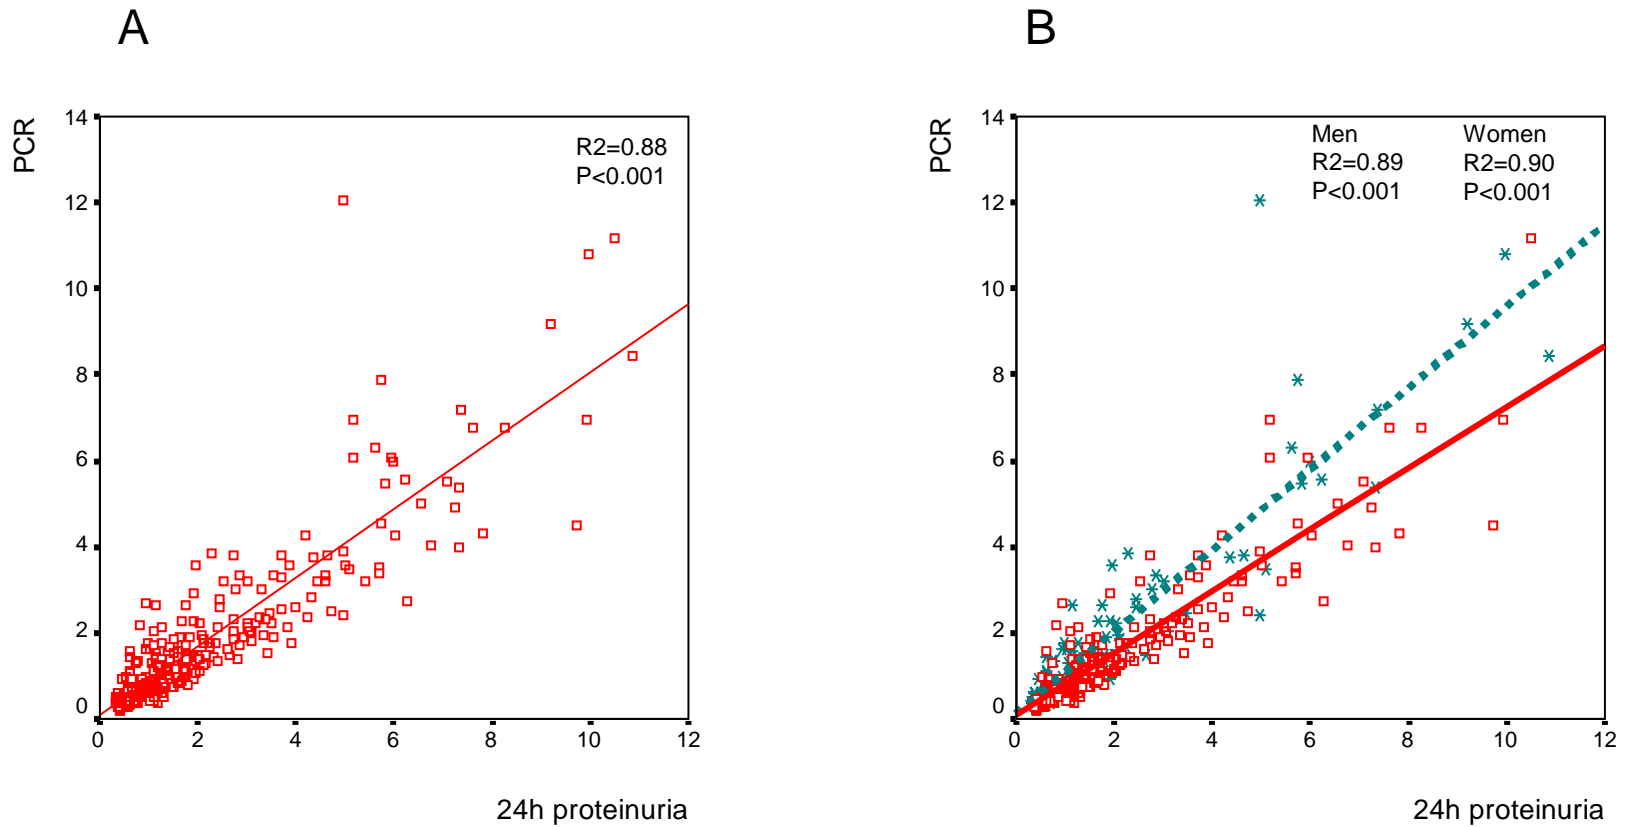 A
B
PCR
14
12
10
8
6
4
2
0
R2=0.88
P<0.001
0 2 4 6 8 10 12
24h proteinuria
PCR
14
12
10
8
6
4
2
0
Men
R2=0.89
P<0.001
Women
R2=0.90
P<0.001
0 2 4 6 8 10 12
24h proteinuria